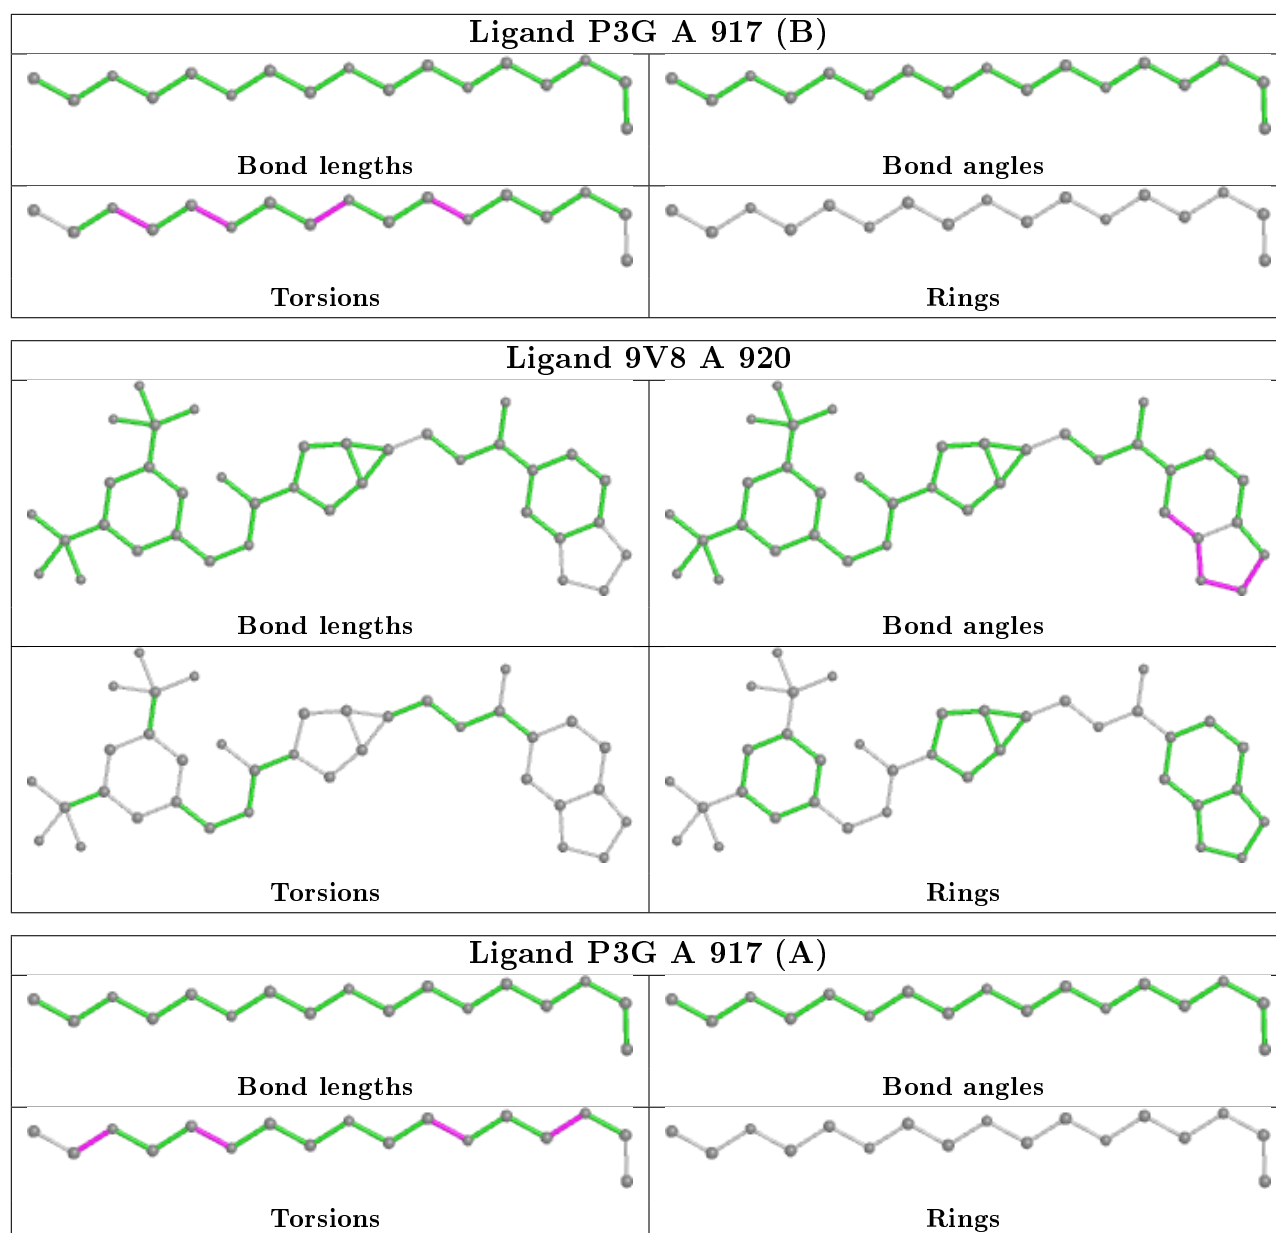 Ligand P3G A 917 (B)
Bond lengths
Bond angles
Torsions
Rings
Ligand 9V8 A 920
Bond lengths
Bond angles
Torsions
Rings
Ligand P3G A 917 (A)
Bond lengths
Bond angles
Torsions
Rings